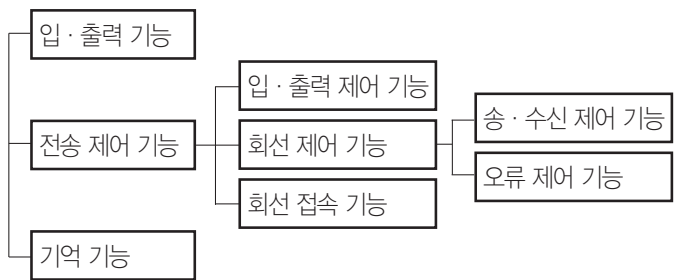 입 · 출력 기능
전송 제어 기능
기억 기능
입 · 출력 제어 기능
회선 제어 기능
회선 접속 기능
송 · 수신 제어 기능
오류 제어 기능